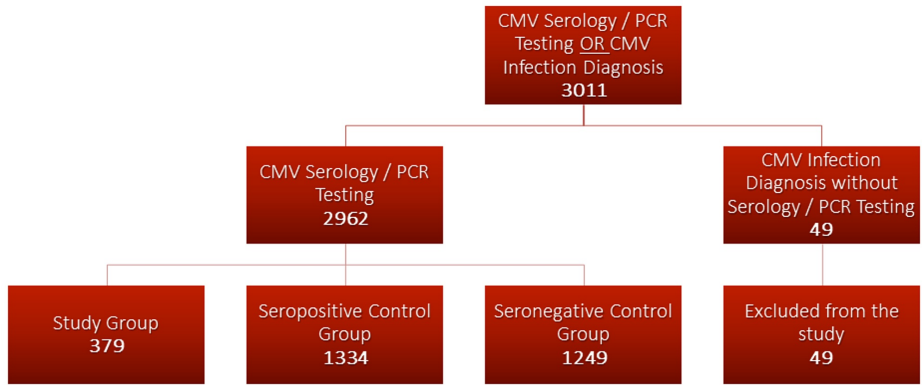 CMV Serology / PCR
Testing OR CMV
Infection Diagnosis
3011
CMV Serology / PCR
Testing
2962
CMV Infection
Diagnosis without
Serology / PCR Testing
49
Study Group
379
Seropositive Control
Group
1334
Seronegative Control
Group
1249
Excluded from the
study
49